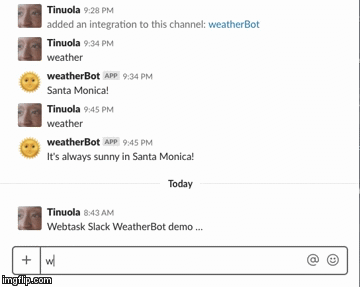 Tinuola 9:28 PM
added an integration to this channel: weatherBot
Tinuola 9:34 PM
weather
weatherBot APP 9:34 PM
Santa Monica!
Tinuola 9:45 PM
weather
weatherBot APP 9:45 PM
It's always sunny in Santa Monica!
Today
Tinuola 8:43 AM
Webtask Slack WeatherBot demo ...
w
imgflip.com